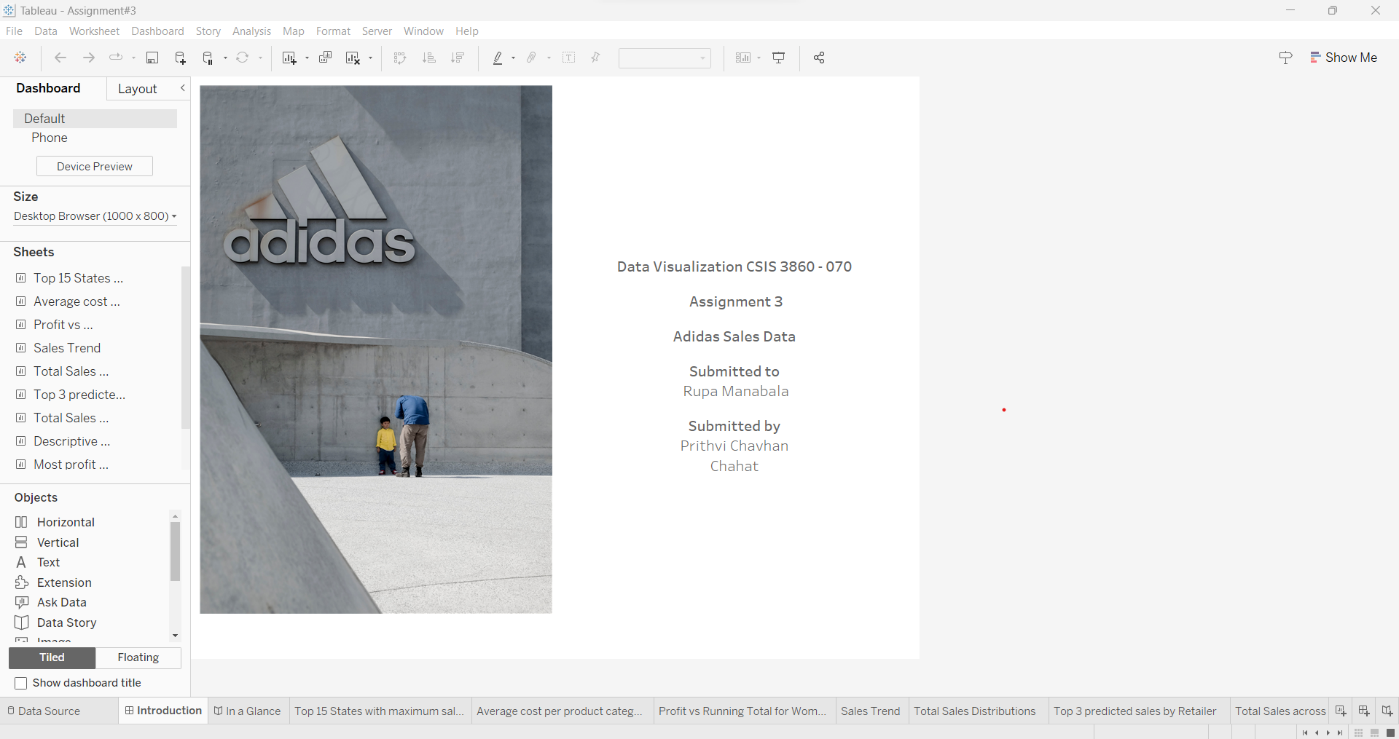 Tableau - Assignment#3
File Data Worksheet Dashboard Story Analysis Map Format Server Window Help
Show Me
Dashboard Layout
Default
Phone
Device Preview
Size
Desktop Browser (1000 x 800)
Sheets
Top 15 States ...
Average cost ...
Profit vs ...
Sales Trend
Total Sales ...
Top 3 predicte...
Total Sales ...
Descriptive ...
Most profit ...
Objects
Horizontal
Vertical
Text
Extension
Ask Data
Data Story
Image
Tiled Floating
Show dashboard title
adidas
Data Visualization CSIS 3860 - 070
Assignment 3
Adidas Sales Data
Submitted to
Rupa Manabala
Submitted by
Prithvi Chavhan
Chahat
Data Source Introduction In a Glance Top 15 States with maximum sal... Average cost per product categ... Profit vs Running Total for Wom... Sales Trend Total Sales Distributions Top 3 predicted sales by Retailer Total Sales across